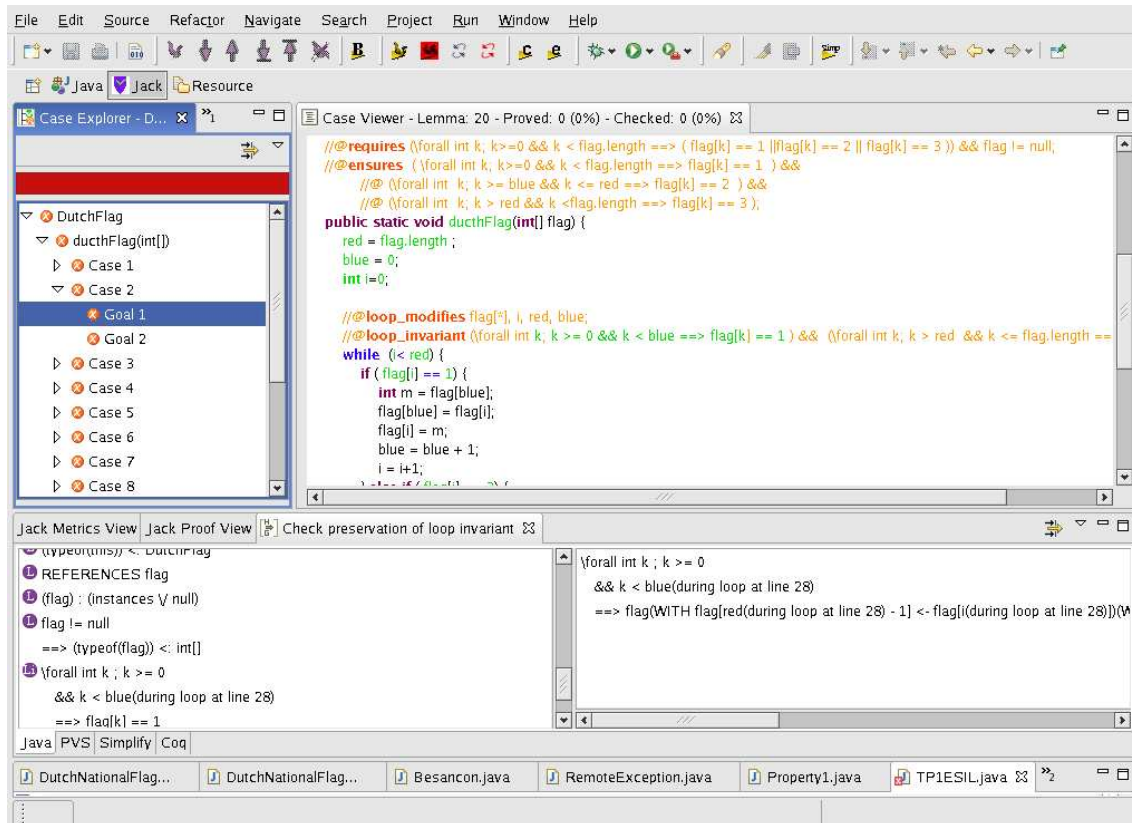 File Edit Source Refactor Navigate Search Project Run Window Help
Java Jack Resource
Case Explorer - D...
Case Viewer - Lemma: 20 - Proved: 0 (0%) - Checked: 0 (0%)
DutchFlag
ducthFlag(int[])
Case 1
Case 2
Goal 1
Goal 2
Case 3
Case 4
Case 5
Case 6
Case 7
Case 8
//@requires (\forall int k; k>=0 && k < flag.length ==> ( flag[k] == 1 ||flag[k] == 2 || flag[k] == 3 )) && flag != null;
//@ensures ( \forall int k; k>=0 && k < flag.length ==> flag[k] == 1 ) &&
//@ (\forall int k; k >= blue && k <= red ==> flag[k] == 2 ) &&
//@ (\forall int k; k > red && k <flag.length ==> flag[k] == 3 );
public static void ducthFlag(int[] flag) {
red = flag.length ;
blue = 0;
int i=0;
//@loop_modifies flag[*], i, red, blue;
//@loop_invariant (\forall int k; k >= 0 && k < blue ==> flag[k] == 1 ) && (\forall int k; k > red && k <= flag.length ==
while (i< red) {
if ( flag[i] == 1) {
int m = flag[blue];
flag[blue] = flag[i];
flag[i] = m;
blue = blue + 1;
i = i+1;
Jack Metrics View Jack Proof View Check preservation of loop invariant
(typeof(this)) <: DutchFlag
REFERENCES flag
(flag) : (instances \/ null)
flag != null
==> (typeof(flag)) <: int[]
\forall int k ; k >= 0
&& k < blue(during loop at line 28)
==> flag[k] == 1
\forall int k ; k >= 0
&& k < blue(during loop at line 28)
==> flag(WITH flag[red(during loop at line 28) - 1] <- flag[i(during loop at line 28)])(W
Java PVS Simplify Coq
DutchNationalFlag... DutchNationalFlag... Besancon.java RemoteException.java Property1.java TP1ESIL.java